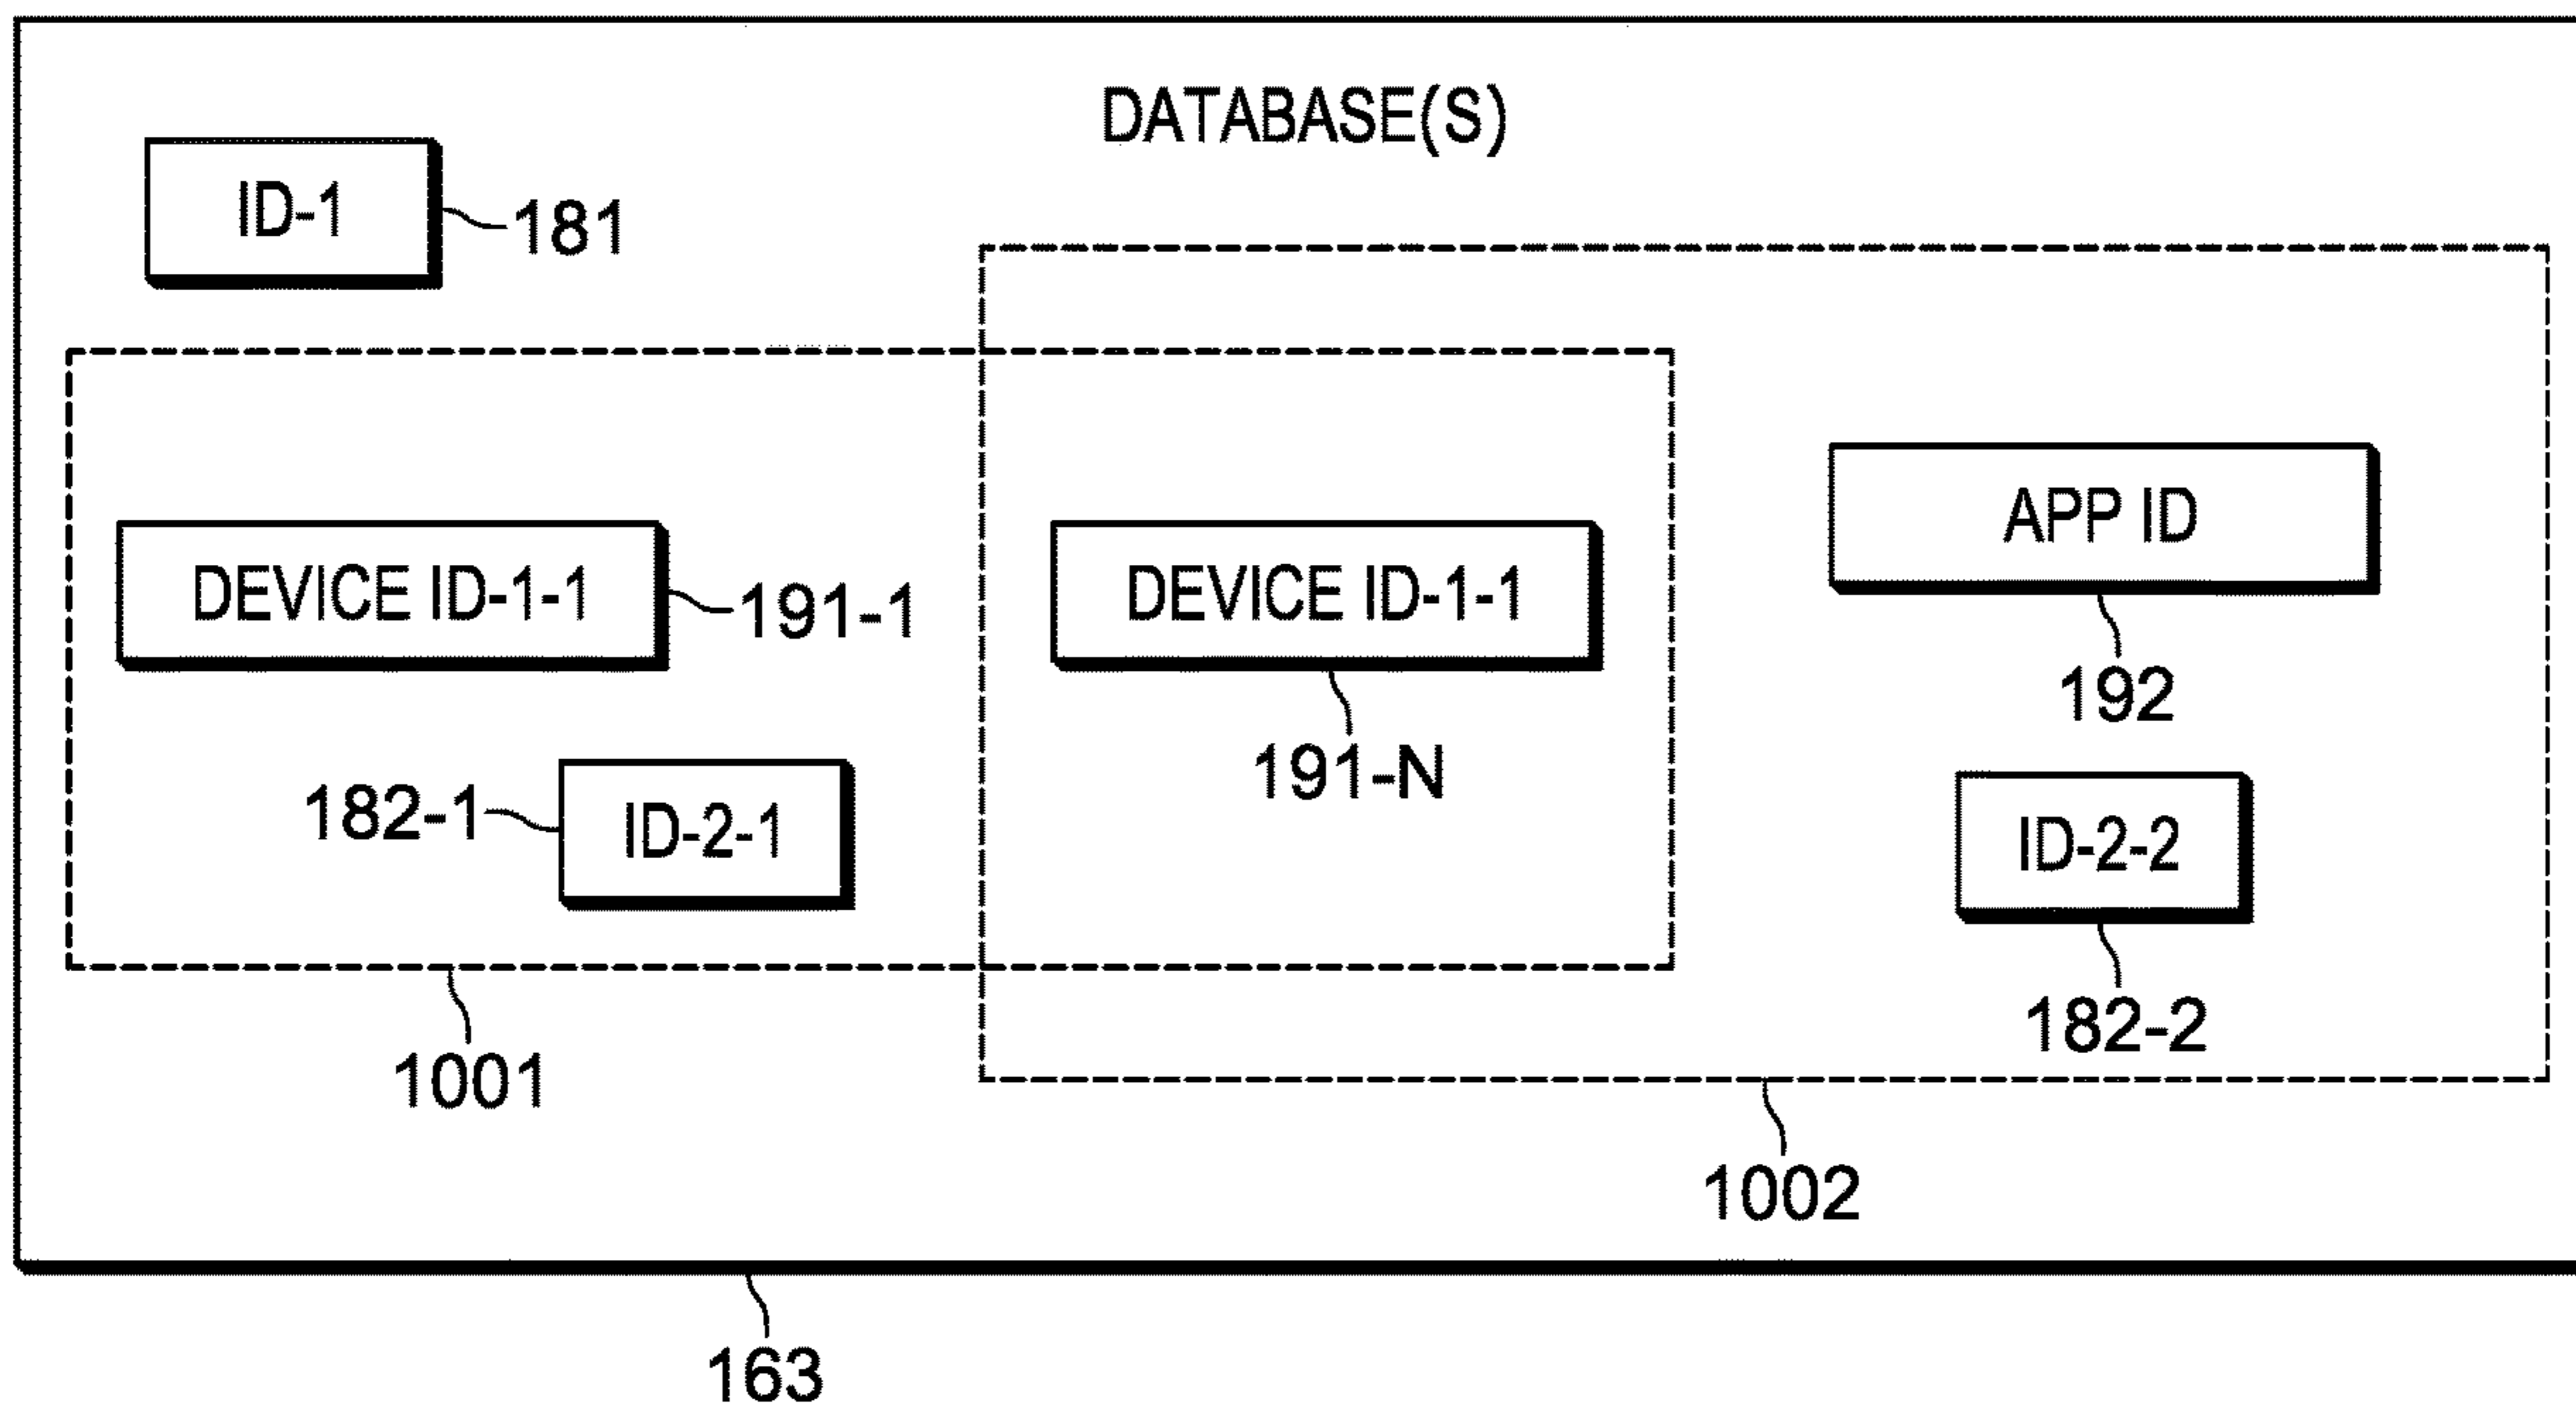 DATABASE(S)
ID-1
181
DEVICE ID-1-1
191-1
DEVICE ID-1-1
191-N
APP ID
192
182-1
ID-2-1
ID-2-2
182-2
1001
1002
163